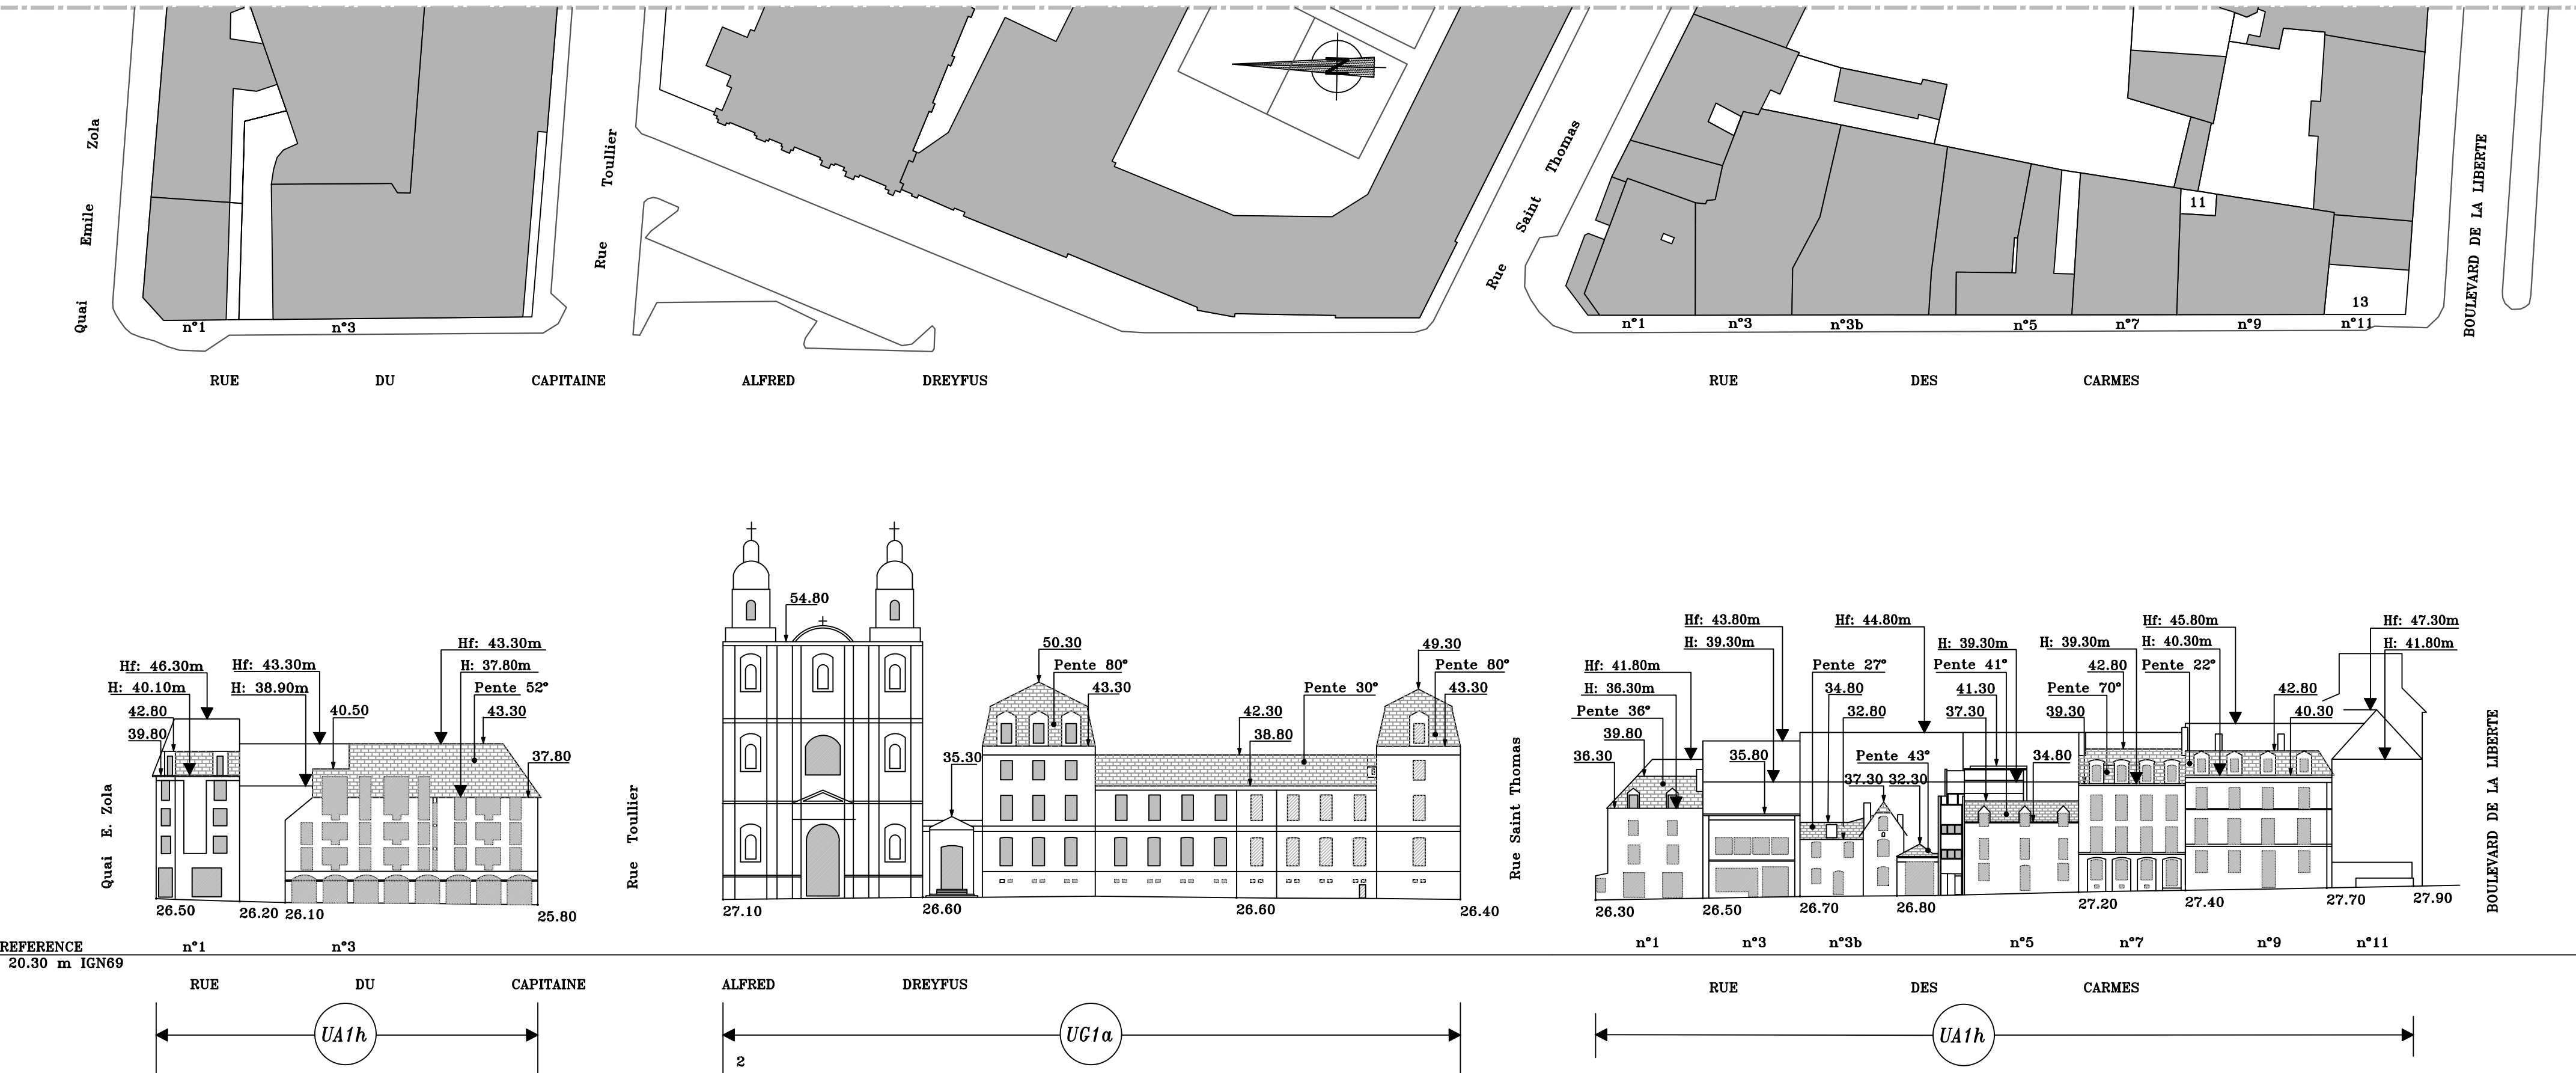 Quai Emile Zola
Rue Toullier
N
Rue Saint Thomas
BOULEVARD DE LA LIBERTE
11
13
n°1 n°3 n°1 n°3 n°3b n°5 n°7 n°9 n°11
RUE DU CAPITAINE ALFRED DREYFUS RUE DES CARMES
Quai E. Zola
Hf: 46.30m
H: 40.10m
42.80
39.80
Hf: 43.30m
H: 38.90m
40.50
Hf: 43.30m
H: 37.80m
Pente 52°
43.30
37.80
Rue Toullier
54.80
35.30
50.30
Pente 80°
43.30
42.30
38.80
Pente 30°
49.30
Pente 80°
43.30
Rue Saint Thomas
Hf: 41.80m
H: 36.30m
Pente 36°
39.80
36.30
Hf: 43.80m
H: 39.30m
35.80
Hf: 44.80m
Pente 27°
34.80
32.80
Pente 43°
37.30 32.30
H: 39.30m
Pente 41°
41.30
37.30
34.80
H: 39.30m
42.80
Pente 70°
39.30
Hf: 45.80m
H: 40.30m
Pente 22°
42.80
40.30
Hf: 47.30m
H: 41.80m
BOULEVARD DE LA LIBERTE
26.50 26.20 26.10 25.80 27.10 26.60 26.60 26.40 26.30 26.50 26.70 26.80 27.20 27.40 27.70 27.90
REFERENCE n°1 n°3 n°1 n°3 n°3b n°5 n°7 n°9 n°11
20.30 m IGN69
RUE DU CAPITAINE ALFRED DREYFUS RUE DES CARMES
UA1h UG1a UA1h
2